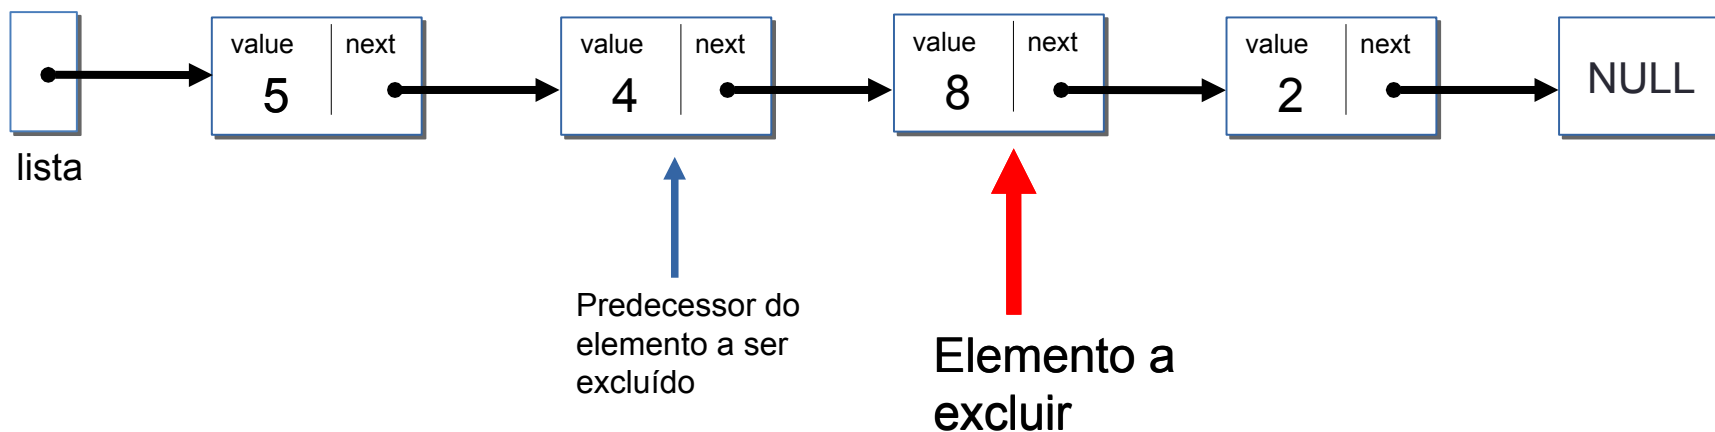 value next
5
value next
4
value next
8
value next
2
NULL
lista
Predecessor do
elemento a ser
excluído
Elemento a
excluir